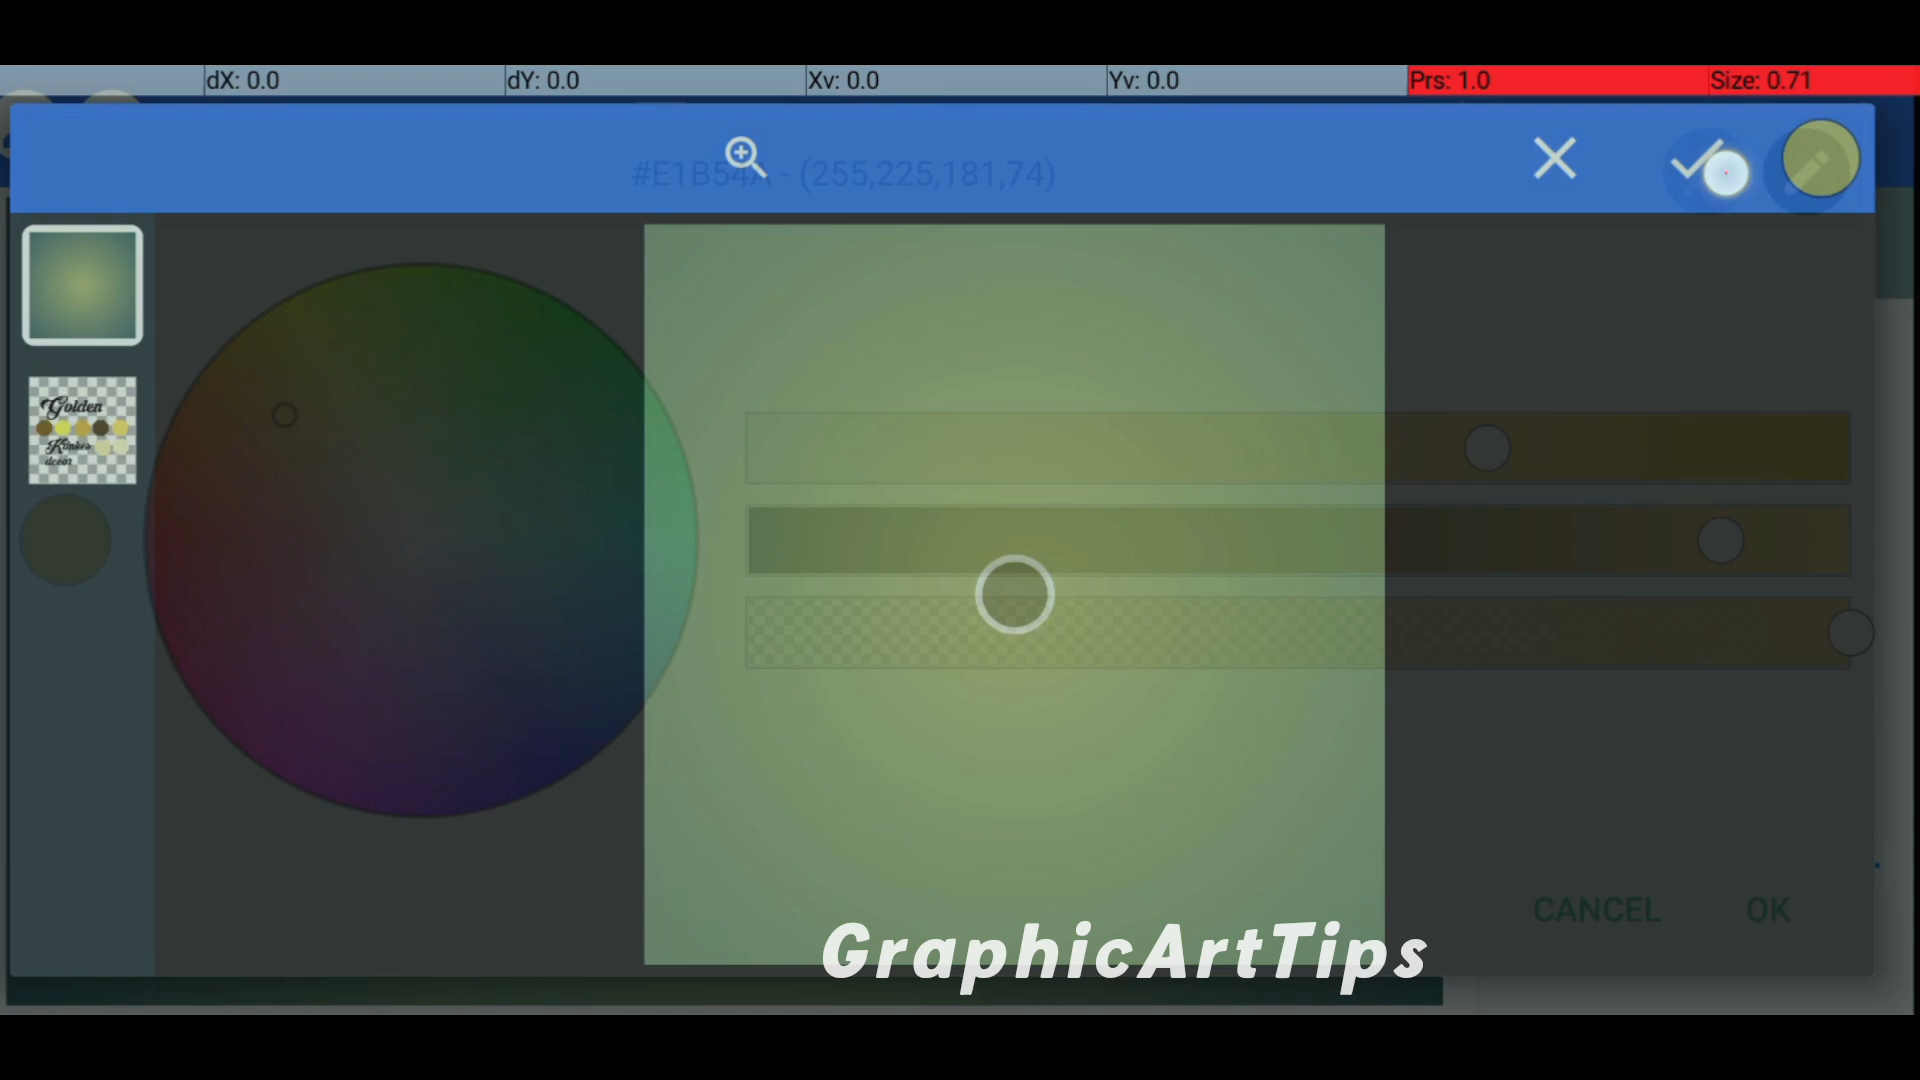 dX: 0.0 dY: 0.0 Xv: 0.0 Yv: 0.0 Prs: 1.0 Size: 0.71
#E1B54A - (255,225,181,74)
Golden
decor
CANCEL OK
GraphicArtTips